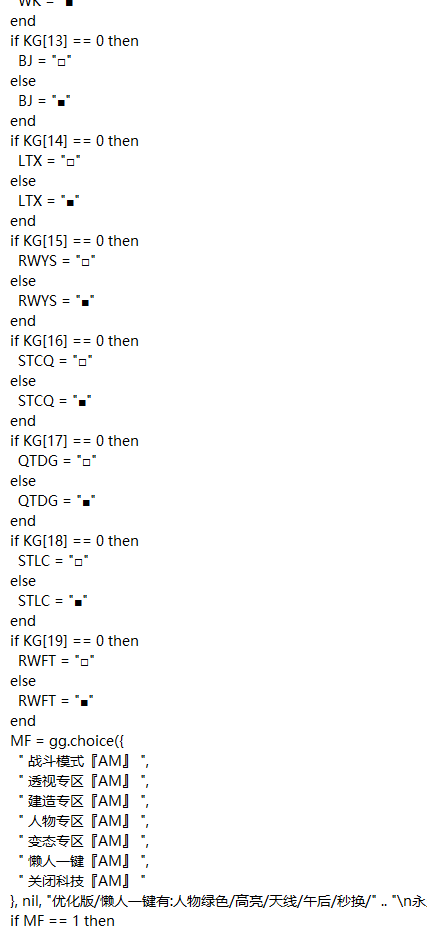 WK = "■"
end
if KG[13] == 0 then
BJ = "□"
else
BJ = "■"
end
if KG[14] == 0 then
LTX = "□"
else
LTX = "■"
end
if KG[15] == 0 then
RWYS = "□"
else
RWYS = "■"
end
if KG[16] == 0 then
STCQ = "□"
else
STCQ = "■"
end
if KG[17] == 0 then
QTDG = "□"
else
QTDG = "■"
end
if KG[18] == 0 then
STLC = "□"
else
STLC = "■"
end
if KG[19] == 0 then
RWFT = "□"
else
RWFT = "■"
end
MF = gg.choice({
" 战斗模式『AM』 ",
" 透视专区『AM』 ",
" 建造专区『AM』 ",
" 人物专区『AM』 ",
" 变态专区『AM』 ",
" 懒人一键『AM』 ",
" 关闭科技『AM』 "
}, nil, "优化版/懒人一键有:人物绿色/高亮/天线/午后/秒换/" .. "\n永
if MF == 1 then